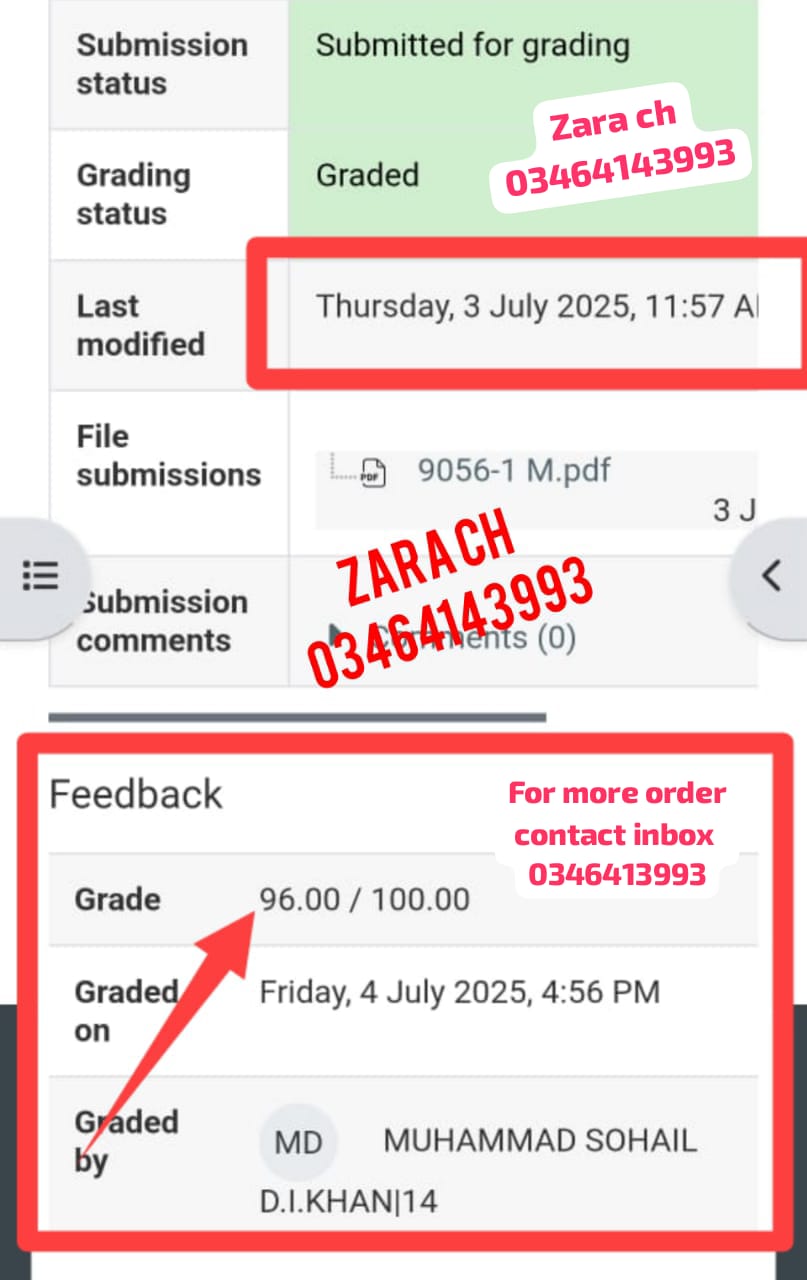 Submission
status
Submitted for grading
Zara ch
03464143993
Grading
status
Graded
Last
modified
Thursday, 3 July 2025, 11:57 A
File
submissions
PDF
9056-1 M.pdf
3 J
ZARA CH
03464143993
Submission
comments
Comments (0)
Feedback
For more order
contact inbox
0346413993
Grade
96.00 / 100.00
Graded
on
Friday, 4 July 2025, 4:56 PM
Graded
by
MD
MUHAMMAD SOHAIL
D.I.KHAN|14